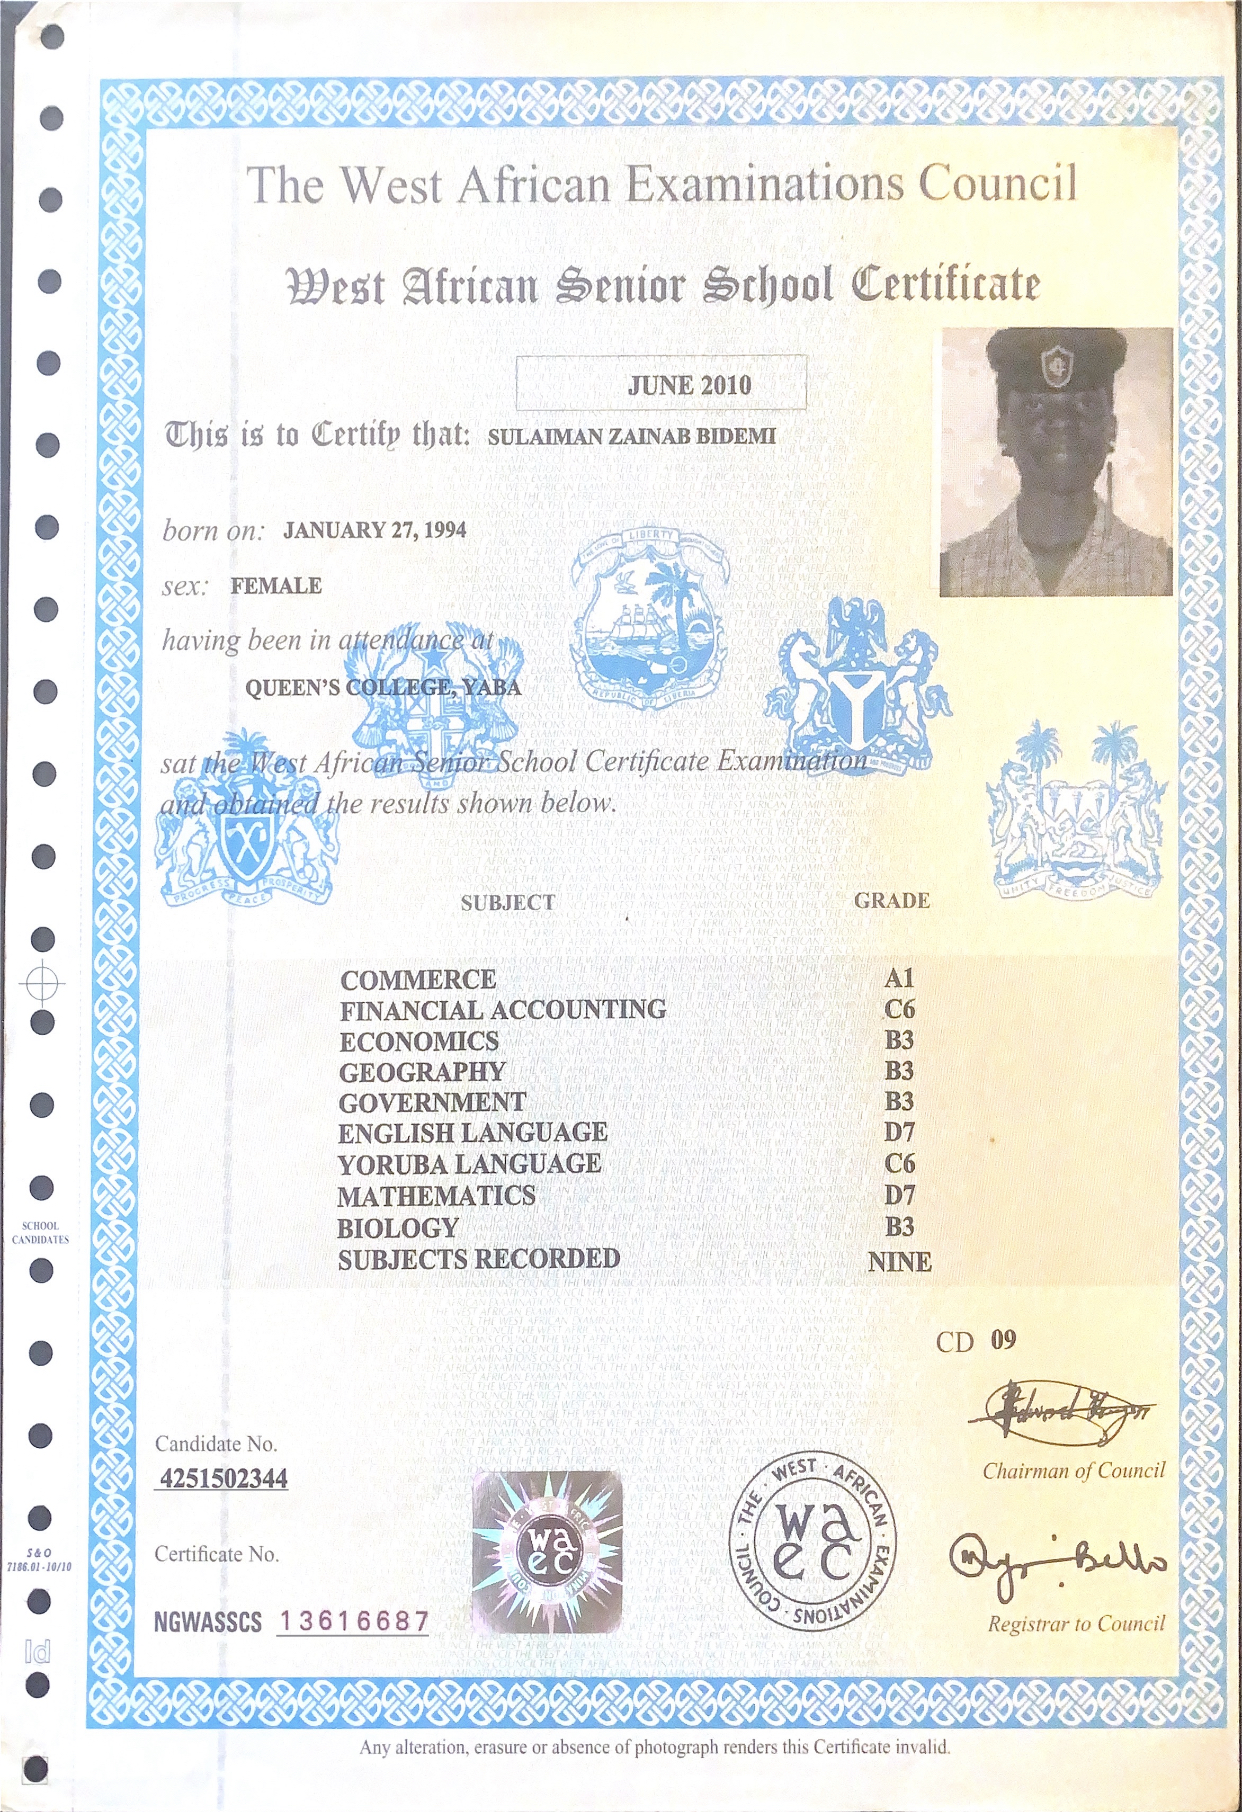 The West African Examinations Council
West African Senior School Certificate
JUNE 2010
This is to Certify that: SULAIMAN ZAINAB BIDEMI
born on: JANUARY 27, 1994
sex: FEMALE
having been in attendance at
QUEEN'S COLLEGE, YABA
sat the West African Senior School Certificate Examination
and obtained the results shown below.
LIBERTY
REPUBLIC OF LIBERIA
PROGRESS PEACE PROSPERITY
UNITY FREEDOM JUSTICE
SUBJECT GRADE
COMMERCE A1
FINANCIAL ACCOUNTING C6
ECONOMICS B3
GEOGRAPHY B3
GOVERNMENT B3
ENGLISH LANGUAGE D7
YORUBA LANGUAGE C6
MATHEMATICS D7
BIOLOGY B3
SUBJECTS RECORDED NINE
SCHOOL
CANDIDATES
CD 09
Chairman of Council
Candidate No.
4251502344
Certificate No.
NGWASSCS 13616687
waec
THE · WEST · AFRICAN · EXAMINATIONS · COUNCIL ·
wa
ec
Bello
Registrar to Council
S & O
7186.01-10/10
Id
Any alteration, erasure or absence of photograph renders this Certificate invalid.